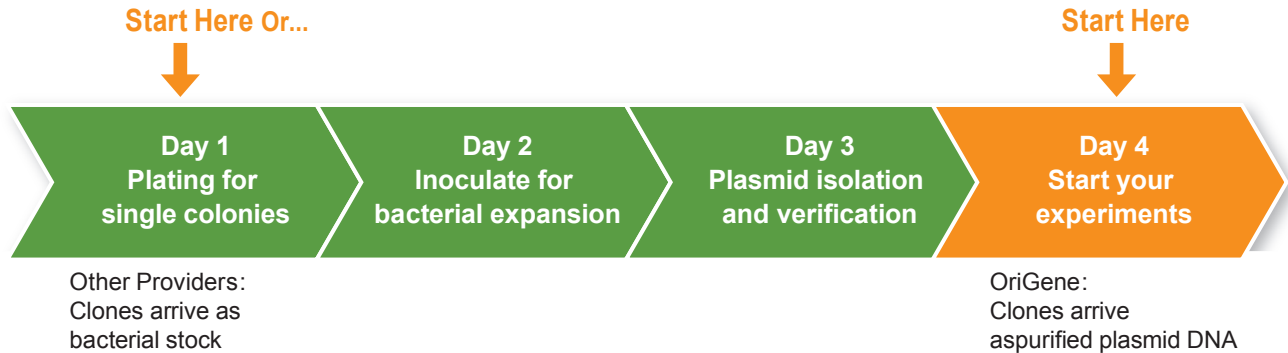 Start Here Or...
Start Here
Day 1
Plating for
single colonies
Day 2
Inoculate for
bacterial expansion
Day 3
Plasmid isolation
and verification
Day 4
Start your
experiments
Other Providers:
Clones arrive as
bacterial stock
OriGene:
Clones arrive
aspurified plasmid DNA